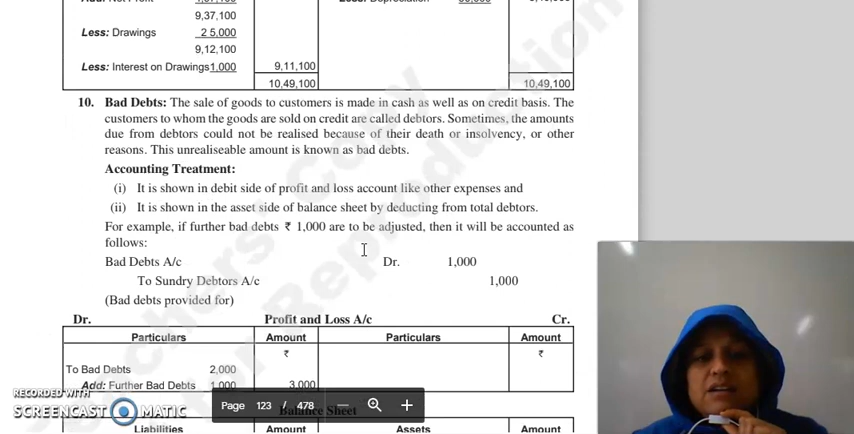 9,37,100
Less: Drawings 2 5,000
9,12,100
Less: Interest on Drawings1,000 9,11,100
10,49,100 10,49,100
10. Bad Debts: The sale of goods to customers is made in cash as well as on credit basis. The
customers to whom the goods are sold on credit are called debtors. Sometimes, the amounts
due from debtors could not be realised because of their death or insolvency, or other
reasons. This unrealiseable amount is known as bad debts.
Accounting Treatment:
(i) It is shown in debit side of profit and loss account like other expenses and
(ii) It is shown in the asset side of balance sheet by deducting from total debtors.
For example, if further bad debts ₹ 1,000 are to be adjusted, then it will be accounted as
follows:
Bad Debts A/c Dr. 1,000
To Sundry Debtors A/c 1,000
(Bad debts provided for)
Dr. Profit and Loss A/c Cr.
Particulars Amount Particulars Amount
₹ ₹
To Bad Debts 2,000
Add: Further Bad Debts 1,000 3,000
RECORDED WITH
SCREENCAST MATIC
Page 123 / 478
Balance Sheet
Liabilities Amount Assets Amount